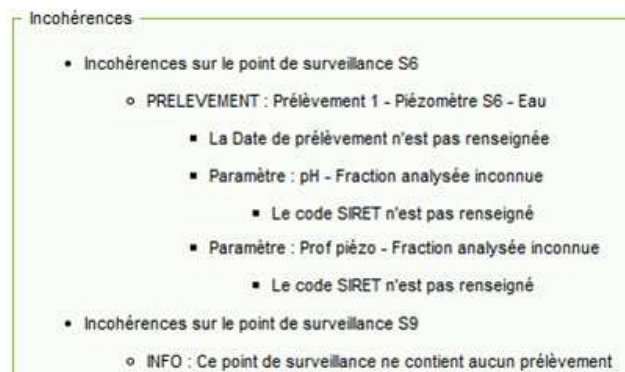 Incohérences
• Incohérences sur le point de surveillance S6
o PRELEVEMENT : Prélèvement 1 - Piézomètre S6 - Eau
▪ La Date de prélèvement n'est pas renseignée
▪ Paramètre : pH - Fraction analysée inconnue
▪ Le code SIRET n'est pas renseigné
▪ Paramètre : Prof piézo - Fraction analysée inconnue
▪ Le code SIRET n'est pas renseigné
• Incohérences sur le point de surveillance S9
o INFO : Ce point de surveillance ne contient aucun prélèvement